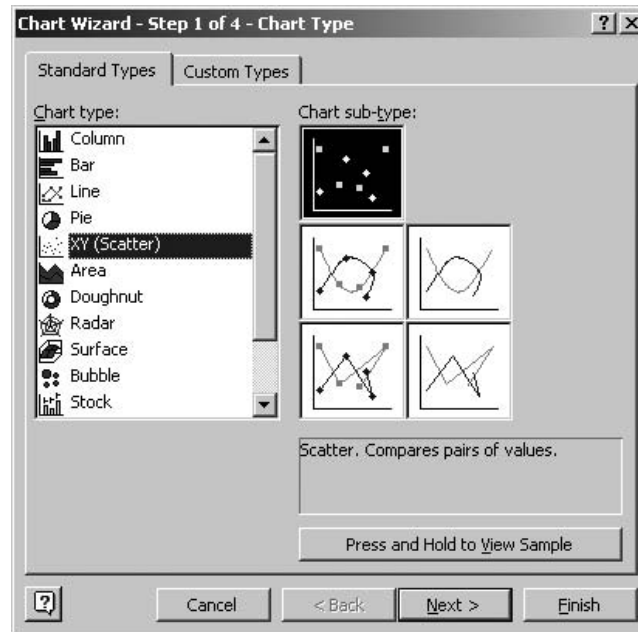 Chart Wizard - Step 1 of 4 - Chart Type
Standard Types
Custom Types
Chart type:
Column
Bar
Line
Pie
XY (Scatter)
Area
Doughnut
Radar
Surface
Bubble
Stock
Chart sub-type:
Scatter. Compares pairs of values.
Press and Hold to View Sample
Cancel
< Back
Next >
Finish